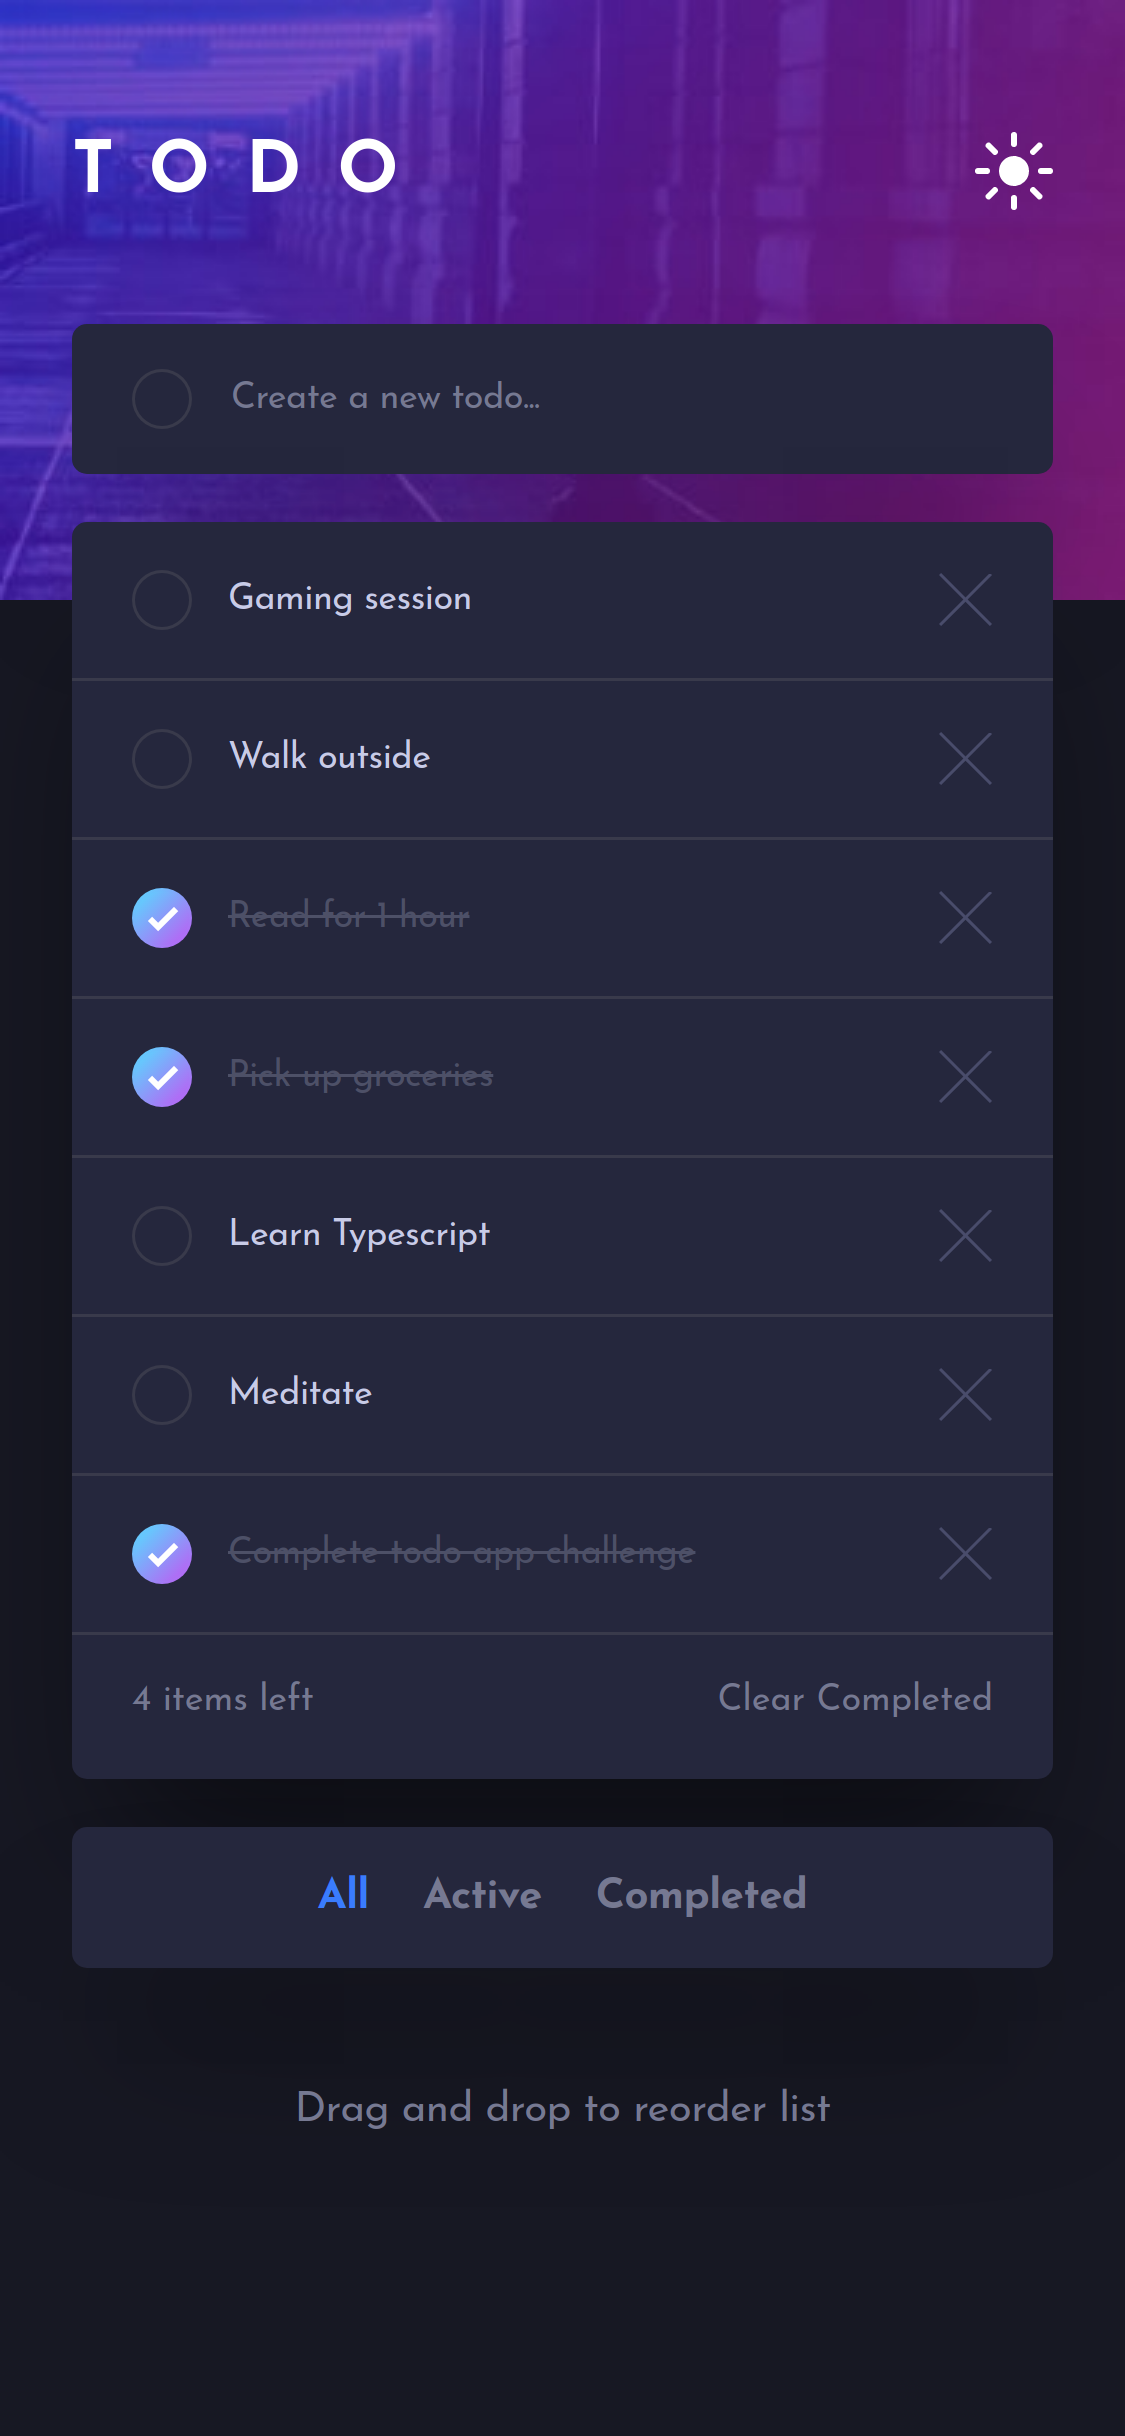 TODO
Create a new todo...
Gaming session
Walk outside
Read for 1 hour
Pick up groceries
Learn Typescript
Meditate
Complete todo app challenge
4 items left Clear Completed
All Active Completed
Drag and drop to reorder list